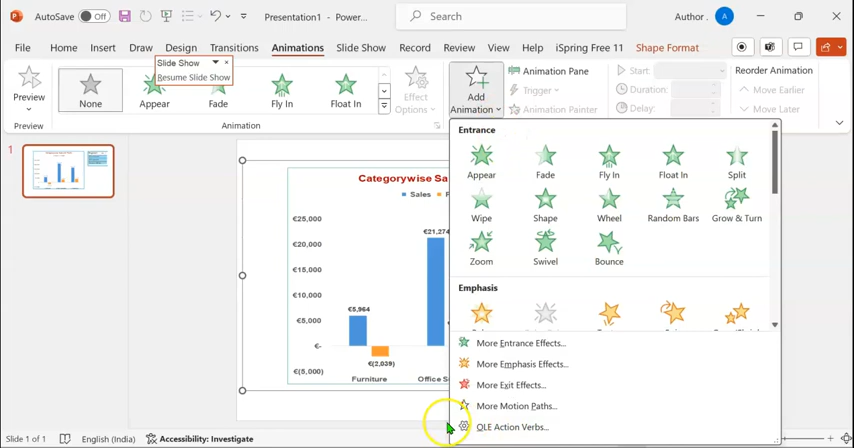 AutoSave Off Presentation1 - Power... Search Author . A
File Home Insert Draw Design Transitions Animations Slide Show Record Review View Help iSpring Free 11 Shape Format
Slide Show
Resume Slide Show
Preview None Appear Fade Fly In Float In Effect Options Add Animation Animation Pane Start: Reorder Animation
Trigger Duration: Move Earlier
Animation Painter Delay: Move Later
Preview Animation
1
Entrance
Appear Fade Fly In Float In Split
Wipe Shape Wheel Random Bars Grow & Turn
Zoom Swivel Bounce
Emphasis
More Entrance Effects...
More Emphasis Effects...
More Exit Effects...
More Motion Paths...
OLE Action Verbs...
Categorywise Sa
Sales
€25,000
€20,000
€15,000
€10,000
€5,000
€-
€(5,000)
€5,964
€21,274
€(2,039)
Furniture
Slide 1 of 1 English (India) Accessibility: Investigate